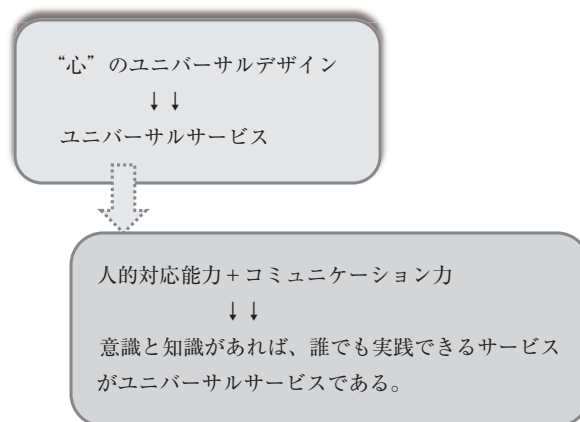 “心”のユニバーサルデザイン
↓↓
ユニバーサルサービス
人的対応能力+コミュニケーション力
↓↓
意識と知識があれば、誰でも実践できるサービス
がユニバーサルサービスである。